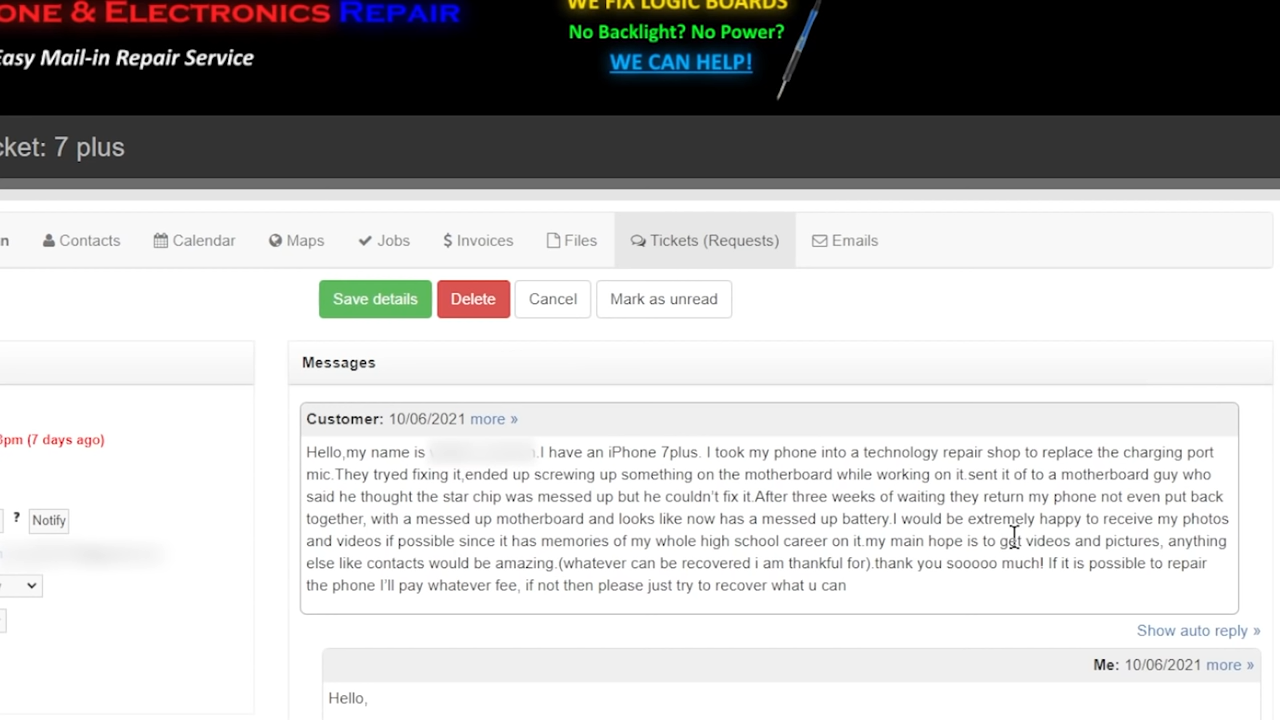 ONE & ELECTRONICS REPAIR
Easy Mail-in Repair Service
WE FIX LOGIC BOARDS
No Backlight? No Power?
WE CAN HELP!
cket: 7 plus
n Contacts Calendar Maps Jobs $ Invoices Files Tickets (Requests) Emails
Save details Delete Cancel Mark as unread
Messages
Customer: 10/06/2021 more »
8pm (7 days ago)
Hello,my name is .I have an iPhone 7plus. I took my phone into a technology repair shop to replace the charging port
mic.They tryed fixing it,ended up screwing up something on the motherboard while working on it.sent it of to a motherboard guy who
said he thought the star chip was messed up but he couldn't fix it.After three weeks of waiting they return my phone not even put back
together, with a messed up motherboard and looks like now has a messed up battery.I would be extremely happy to receive my photos
and videos if possible since it has memories of my whole high school career on it.my main hope is to get videos and pictures, anything
else like contacts would be amazing.(whatever can be recovered i am thankful for).thank you sooooo much! If it is possible to repair
the phone I'll pay whatever fee, if not then please just try to recover what u can
? Notify
Show auto reply »
Me: 10/06/2021 more »
Hello,